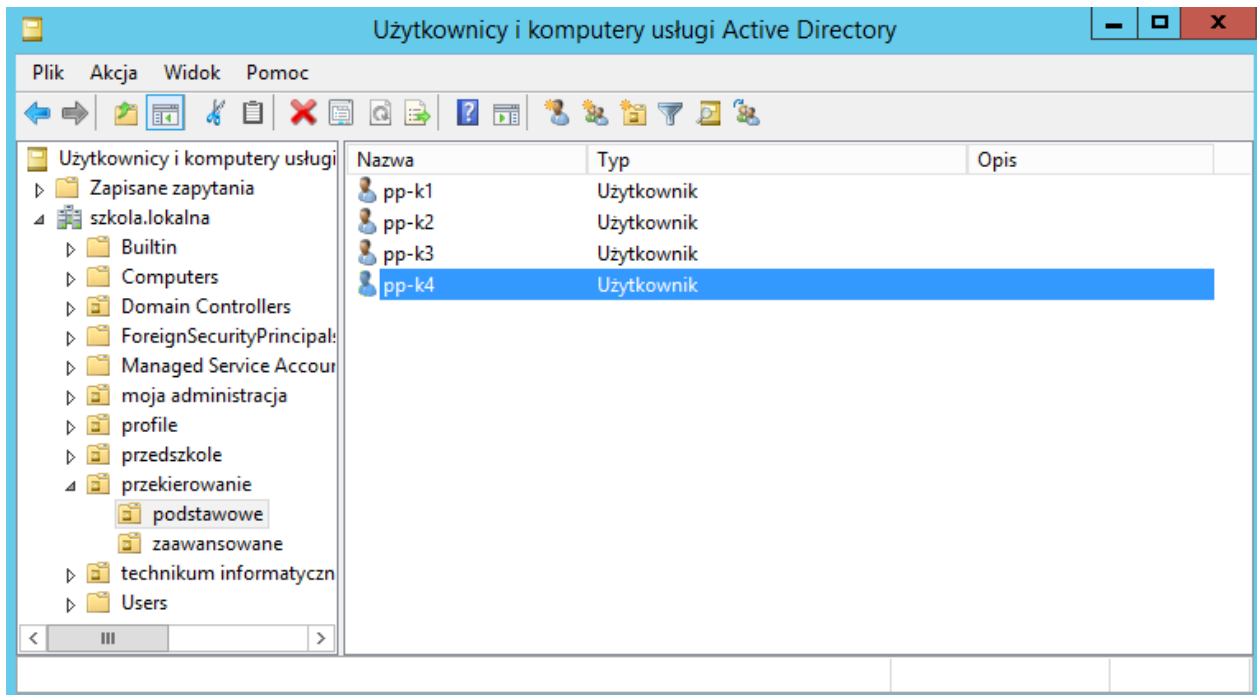 Użytkownicy i komputery usługi Active Directory
Plik Akcja Widok Pomoc
Użytkownicy i komputery usługi
Zapisane zapytania
szkola.lokalna
Builtin
Computers
Domain Controllers
ForeignSecurityPrincipals
Managed Service Accour
moja administracja
profile
przedszkole
przekierowanie
podstawowe
zaawansowane
technikum informatyczn
Users
Nazwa Typ Opis
pp-k1 Użytkownik
pp-k2 Użytkownik
pp-k3 Użytkownik
pp-k4 Użytkownik